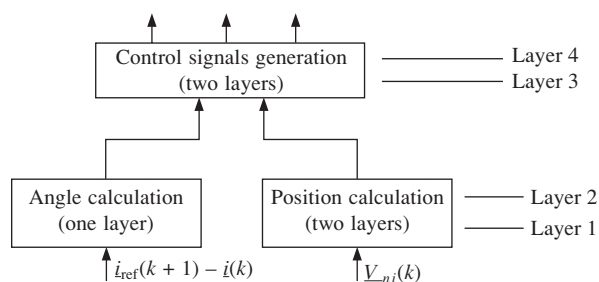 Control signals generation
(two layers)
Layer 4
Layer 3
Angle calculation
(one layer)
Position calculation
(two layers)
Layer 2
Layer 1
i_ref(k + 1) – i(k)
V_ni(k)